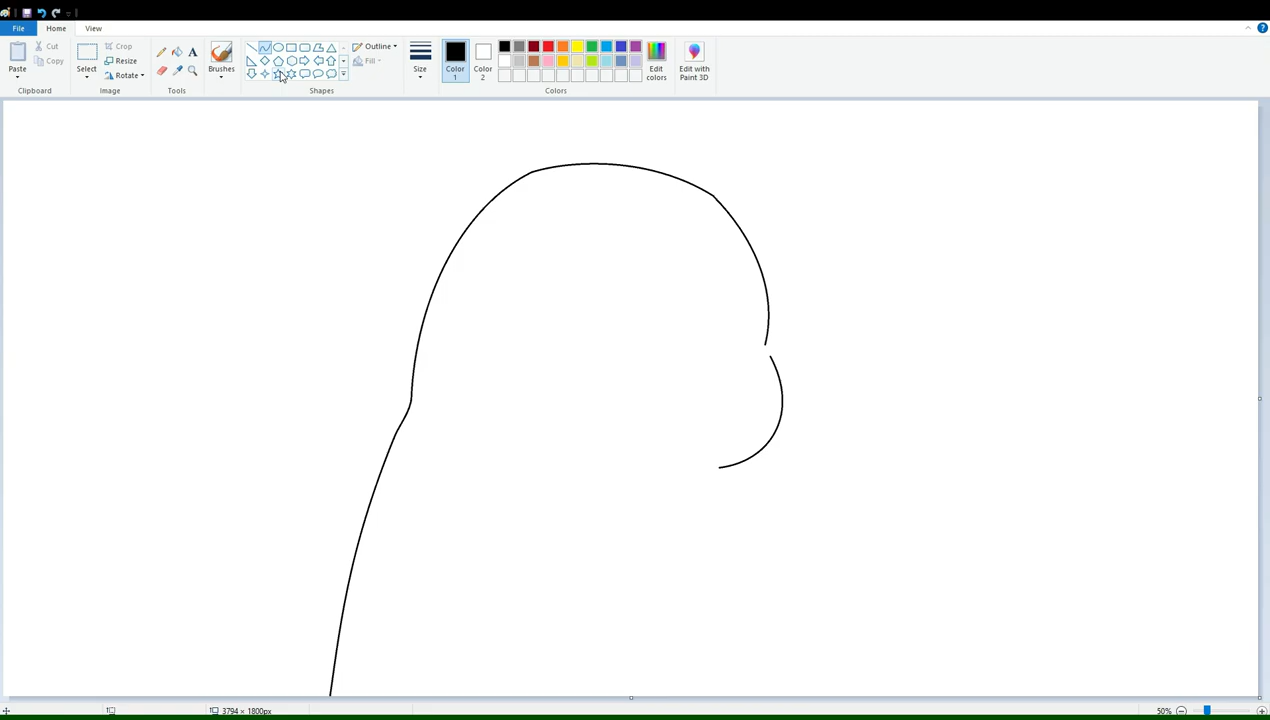 File Home View
Paste Cut Copy Clipboard
Select Crop Resize Rotate Image
A Tools
Brushes
Shapes Outline Fill
Size
Color 1 Color 2 Edit colors Colors
Edit with Paint 3D
3794 × 1800px 50%